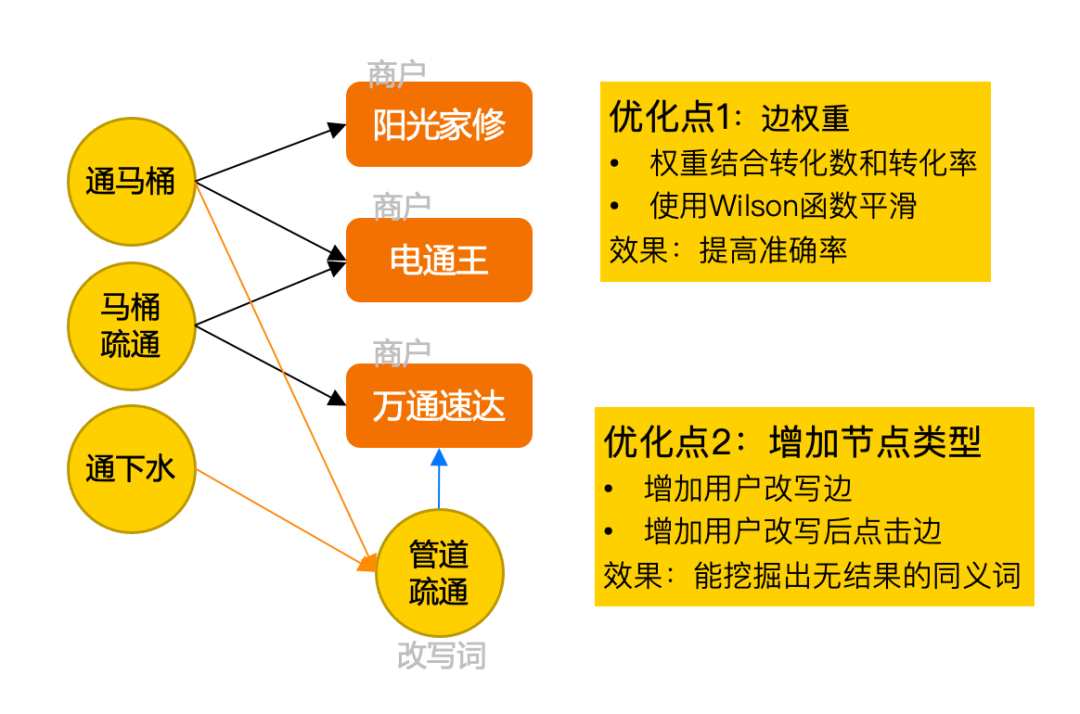 通马桶
马桶
疏通
通下水
商户
阳光家修
商户
电通王
商户
万通速达
管道
疏通
改写词
优化点1：边权重
• 权重结合转化数和转化率
• 使用Wilson函数平滑
效果：提高准确率
优化点2：增加节点类型
• 增加用户改写边
• 增加用户改写后点击边
效果：能挖掘出无结果的同义词